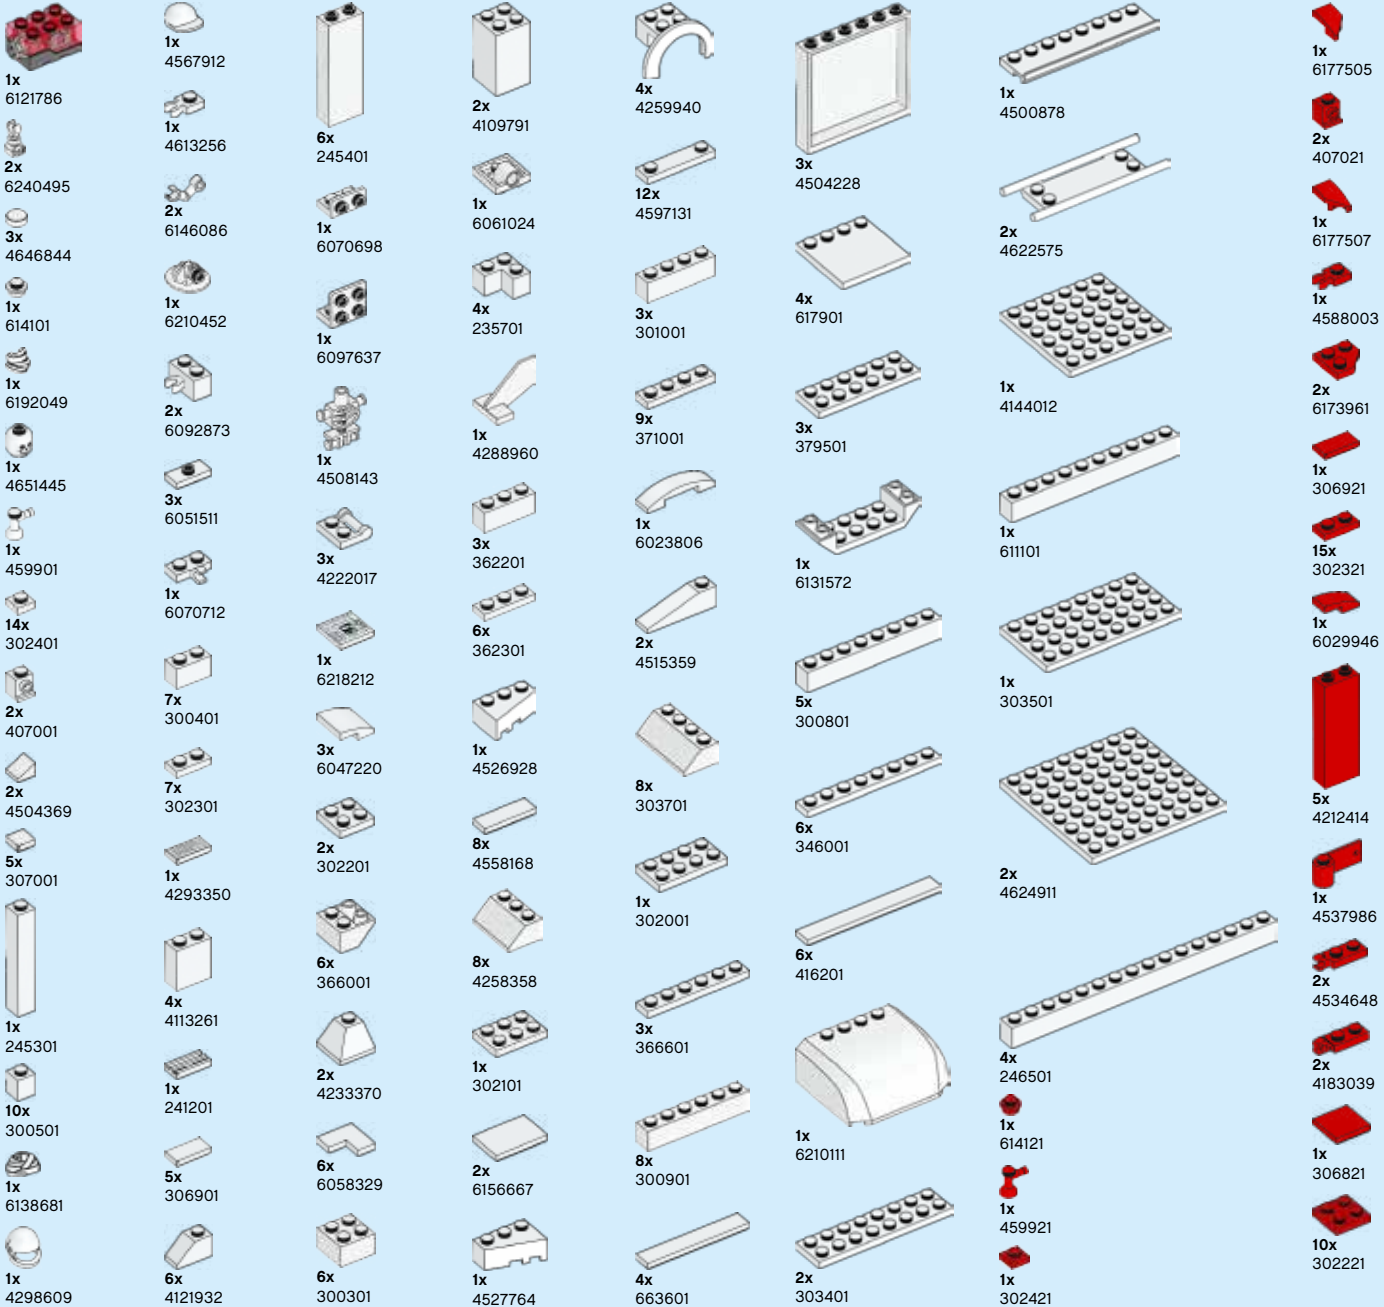 1x
6121786
2x
6240495
3x
4646844
1x
614101
1x
6192049
1x
4651445
1x
459901
14x
302401
2x
407001
2x
4504369
5x
307001
1x
245301
10x
300501
1x
6138681
1x
4298609
1x
4567912
1x
4613256
2x
6146086
1x
6210452
2x
6092873
3x
6051511
1x
6070712
7x
300401
7x
302301
1x
4293350
4x
4113261
1x
241201
5x
306901
6x
4121932
6x
245401
1x
6070698
1x
6097637
1x
4508143
3x
4222017
1x
6218212
3x
6047220
2x
302201
6x
366001
2x
4233370
6x
6058329
6x
300301
2x
4109791
1x
6061024
4x
235701
1x
4288960
3x
362201
6x
362301
1x
4526928
8x
4558168
8x
4258358
1x
302101
2x
6156667
1x
4527764
4x
4259940
12x
4597131
3x
301001
9x
371001
1x
6023806
2x
4515359
8x
303701
1x
302001
3x
366601
8x
300901
4x
663601
3x
4504228
4x
617901
3x
379501
1x
6131572
5x
300801
6x
346001
6x
416201
1x
6210111
2x
303401
1x
4500878
2x
4622575
1x
4144012
1x
611101
1x
303501
2x
4624911
4x
246501
1x
614121
1x
459921
1x
302421
1x
6177505
2x
407021
1x
6177507
1x
4588003
2x
6173961
1x
306921
15x
302321
1x
6029946
5x
4212414
1x
4537986
2x
4534648
2x
4183039
1x
306821
10x
302221